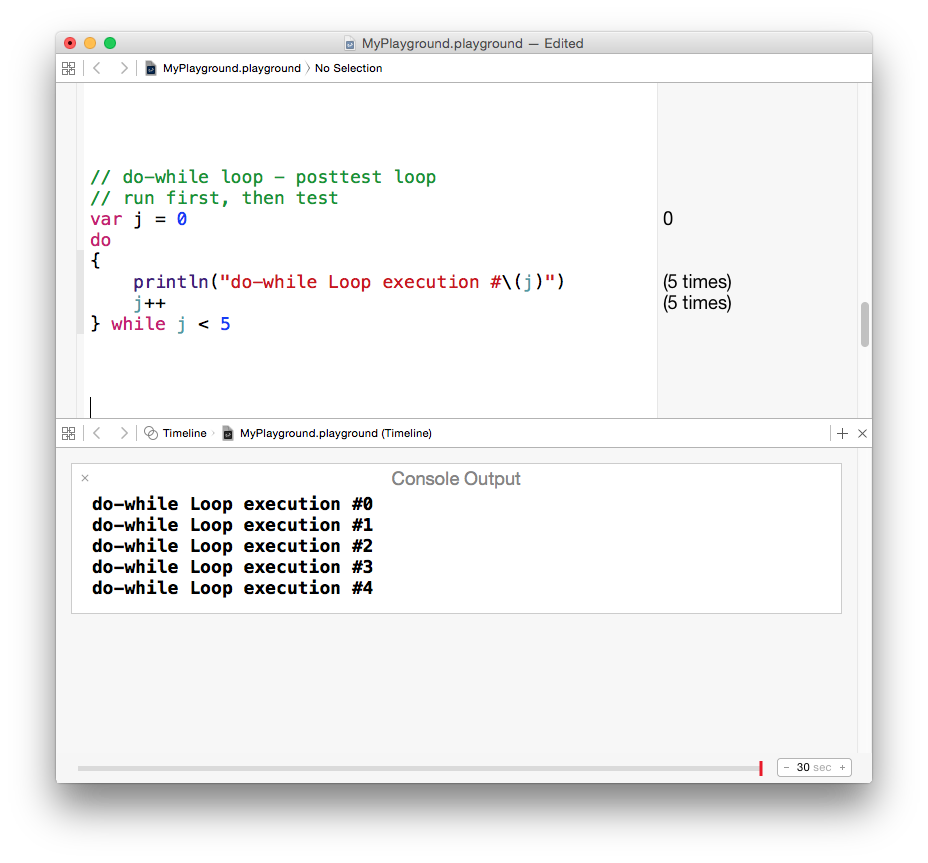 MyPlayground.playground — Edited
MyPlayground.playground 〉 No Selection
// do-while loop - posttest loop
// run first, then test
var j = 0
0
do
{
println("do-while Loop execution #\(j)")
(5 times)
j++
(5 times)
} while j < 5
Timeline 〉 MyPlayground.playground (Timeline)
+ ×
× Console Output
do-while Loop execution #0
do-while Loop execution #1
do-while Loop execution #2
do-while Loop execution #3
do-while Loop execution #4
- 30 sec +